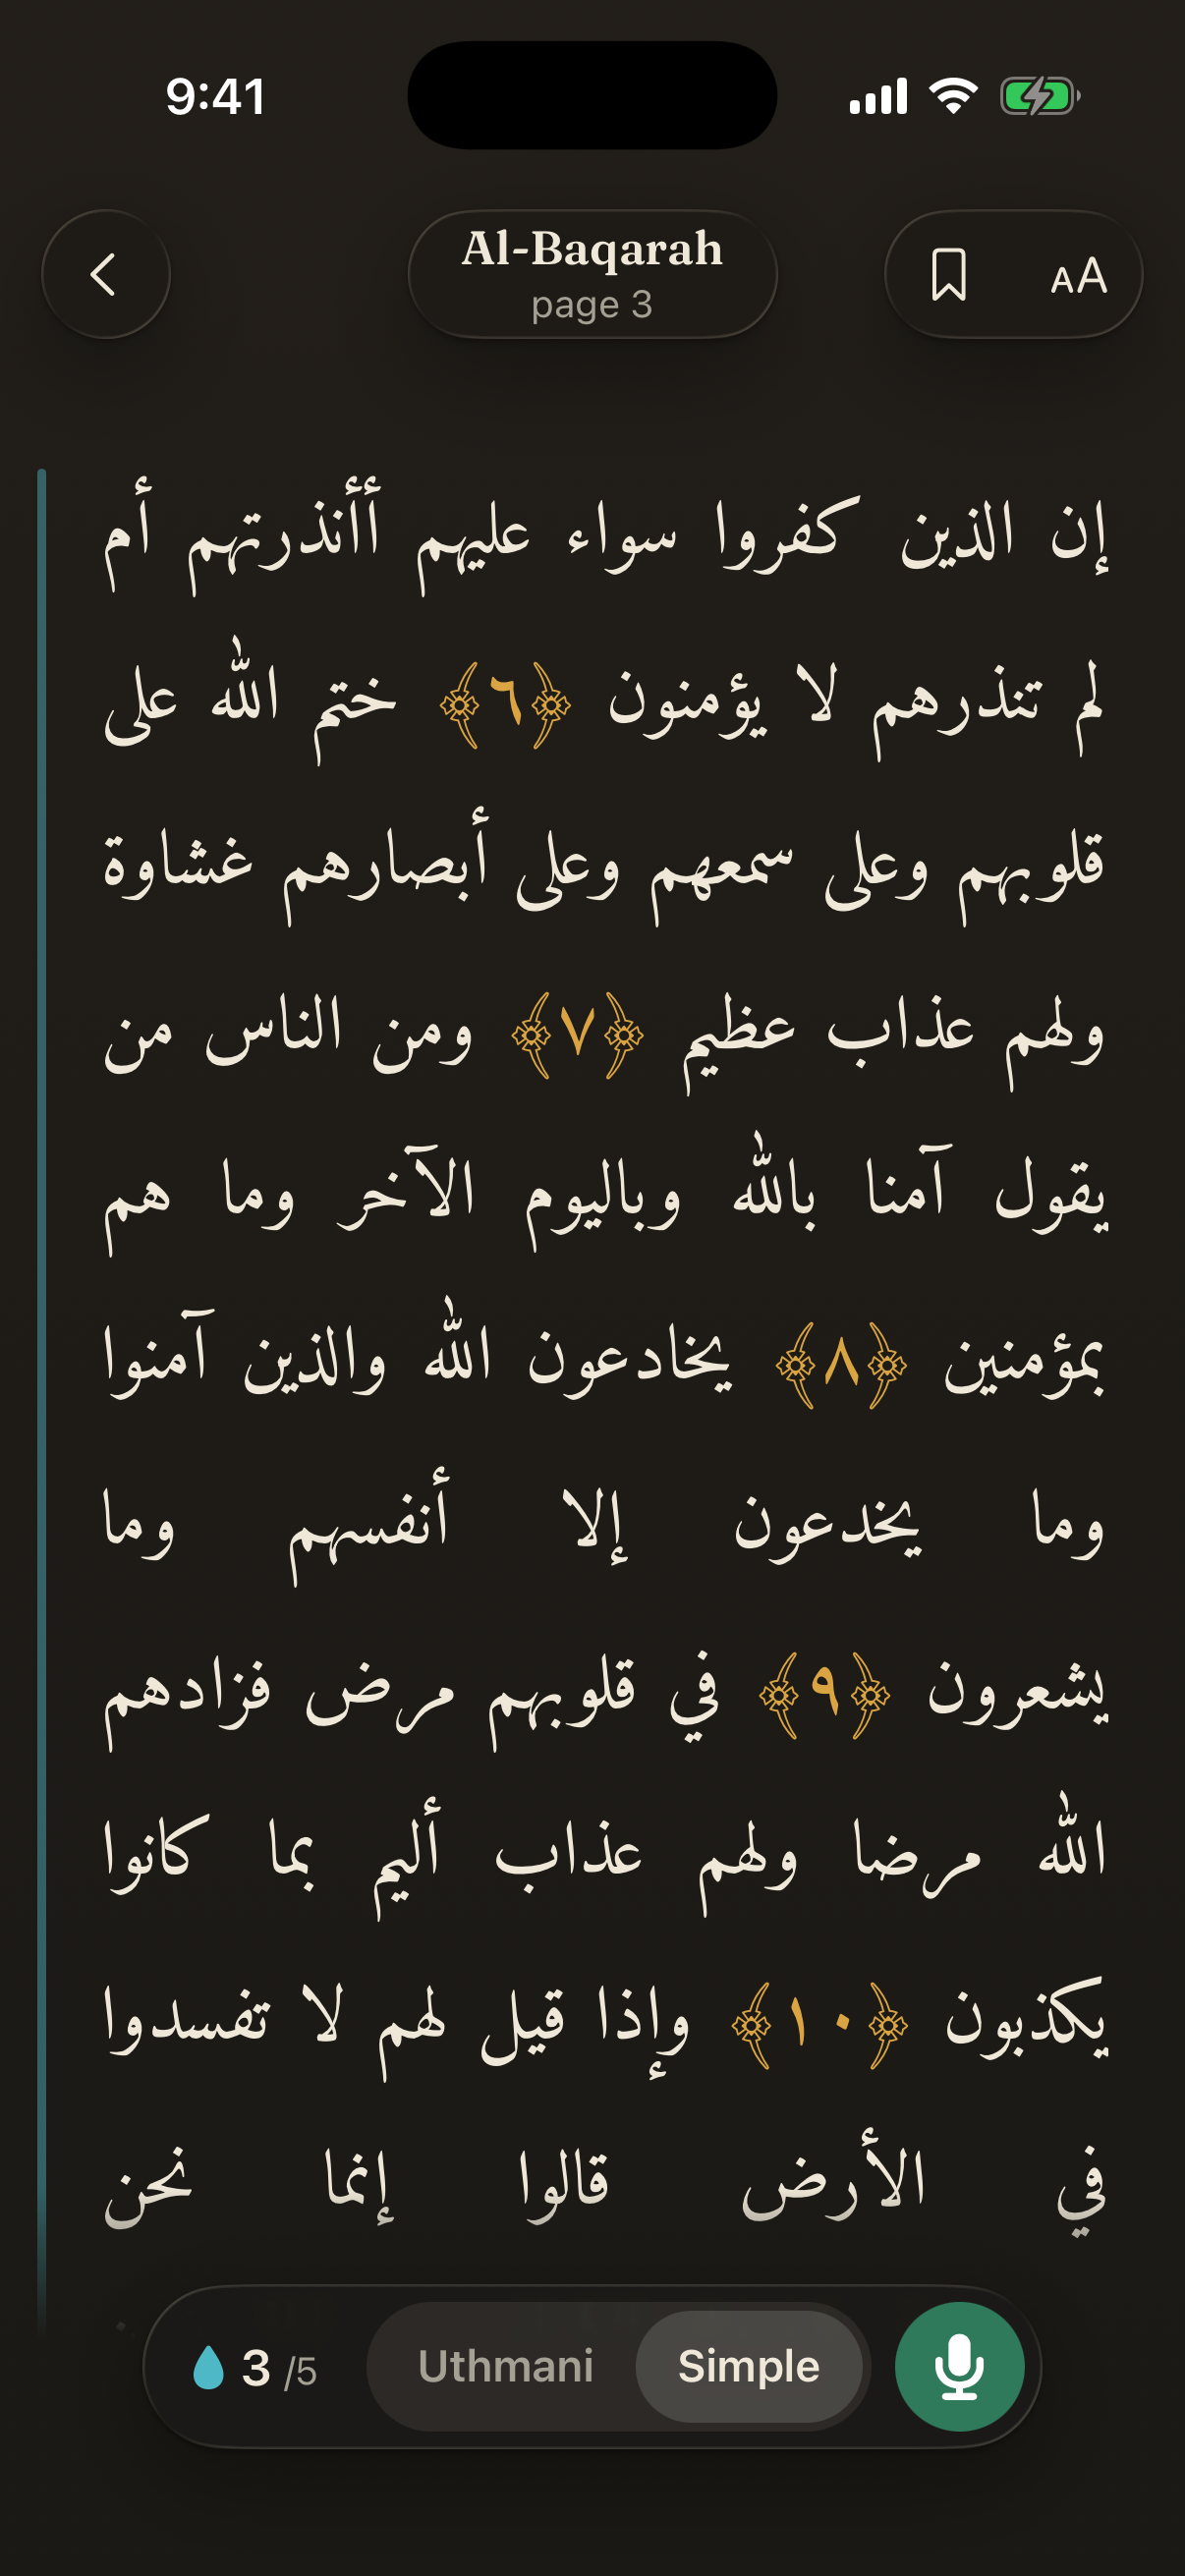 9:41
Al-Baqarah
page 3
إن الذين كفروا سواء عليهم أأنذرتهم أم
لم تنذرهم لا يؤمنون ﴿٦﴾ ختم الله على
قلوبهم وعلى سمعهم وعلى أبصارهم غشاوة
ولهم عذاب عظيم ﴿٧﴾ ومن الناس من
يقول آمنا بالله وباليوم الآخر وما هم
بمؤمنين ﴿٨﴾ يخادعون الله والذين آمنوا
وما يخدعون إلا أنفسهم وما
يشعرون ﴿٩﴾ في قلوبهم مرض فزادهم
الله مرضا ولهم عذاب أليم بما كانوا
يكذبون ﴿١٠﴾ وإذا قيل لهم لا تفسدوا
في الأرض قالوا إنما نحن
3 /5 Uthmani Simple